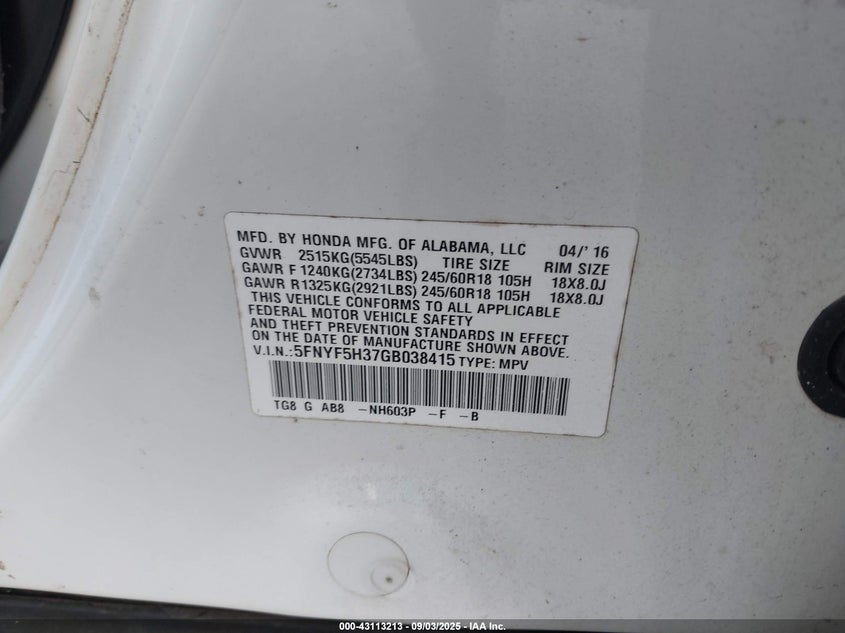 MFD. BY HONDA MFG. OF ALABAMA, LLC 04/' 16
GVWR 2515KG(5545LBS) TIRE SIZE RIM SIZE
GAWR F 1240KG(2734LBS) 245/60R18 105H 18X8.0J
GAWR R 1325KG(2921LBS) 245/60R18 105H 18X8.0J
THIS VEHICLE CONFORMS TO ALL APPLICABLE
FEDERAL MOTOR VEHICLE SAFETY
AND THEFT PREVENTION STANDARDS IN EFFECT
ON THE DATE OF MANUFACTURE SHOWN ABOVE.
V.I.N.:5FNYF5H37GB038415 TYPE: MPV
TG8 G AB8 -NH603P -F -B
000-43113213 - 09/03/2025 - IAA Inc.